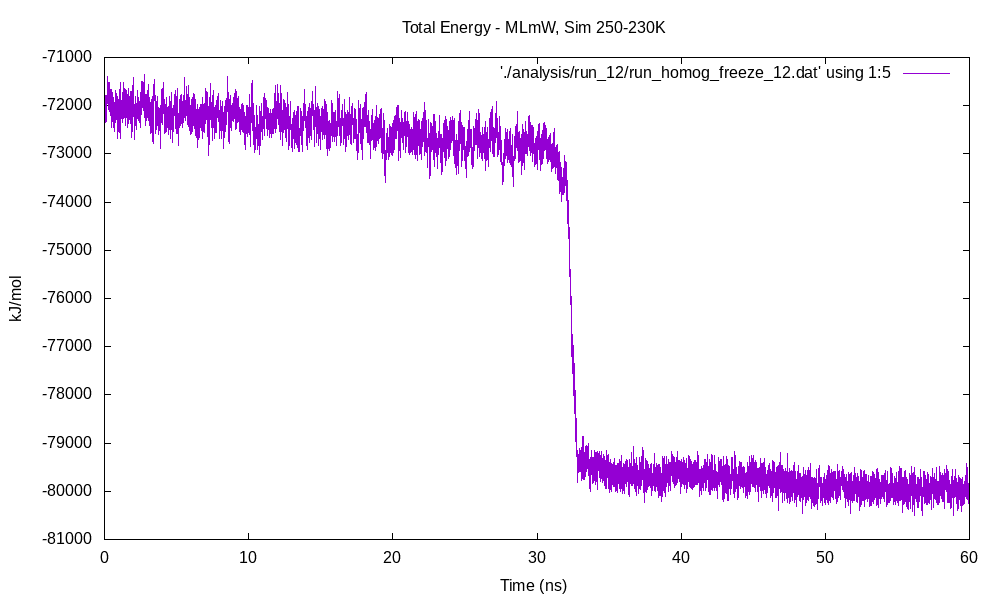 Total Energy - MLmW, Sim 250-230K
'./analysis/run_12/run_homog_freeze_12.dat' using 1:5
-71000
-72000
-73000
-74000
-75000
-76000
-77000
-78000
-79000
-80000
-81000
kJ/mol
0 10 20 30 40 50 60
Time (ns)